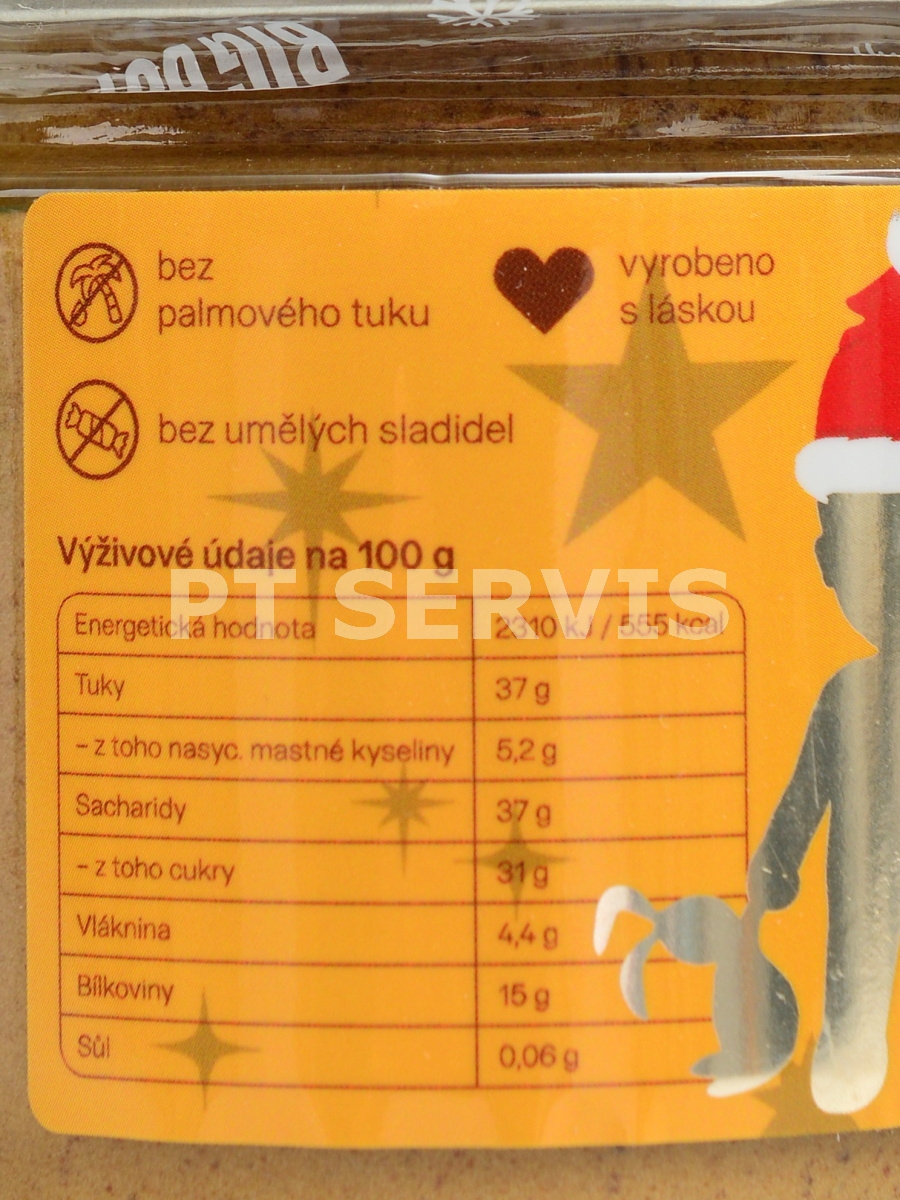 BIG BOY
bez
palmového tuku
vyrobeno
s láskou
bez umělých sladidel
Výživové údaje na 100 g
PT SERVIS
Energetická hodnota 2310 kJ / 555 kcal
Tuky 37 g
– z toho nasyc. mastné kyseliny 5,2 g
Sacharidy 37 g
– z toho cukry 31 g
Vláknina 4,4 g
Bílkoviny 15 g
Sůl 0,06 g